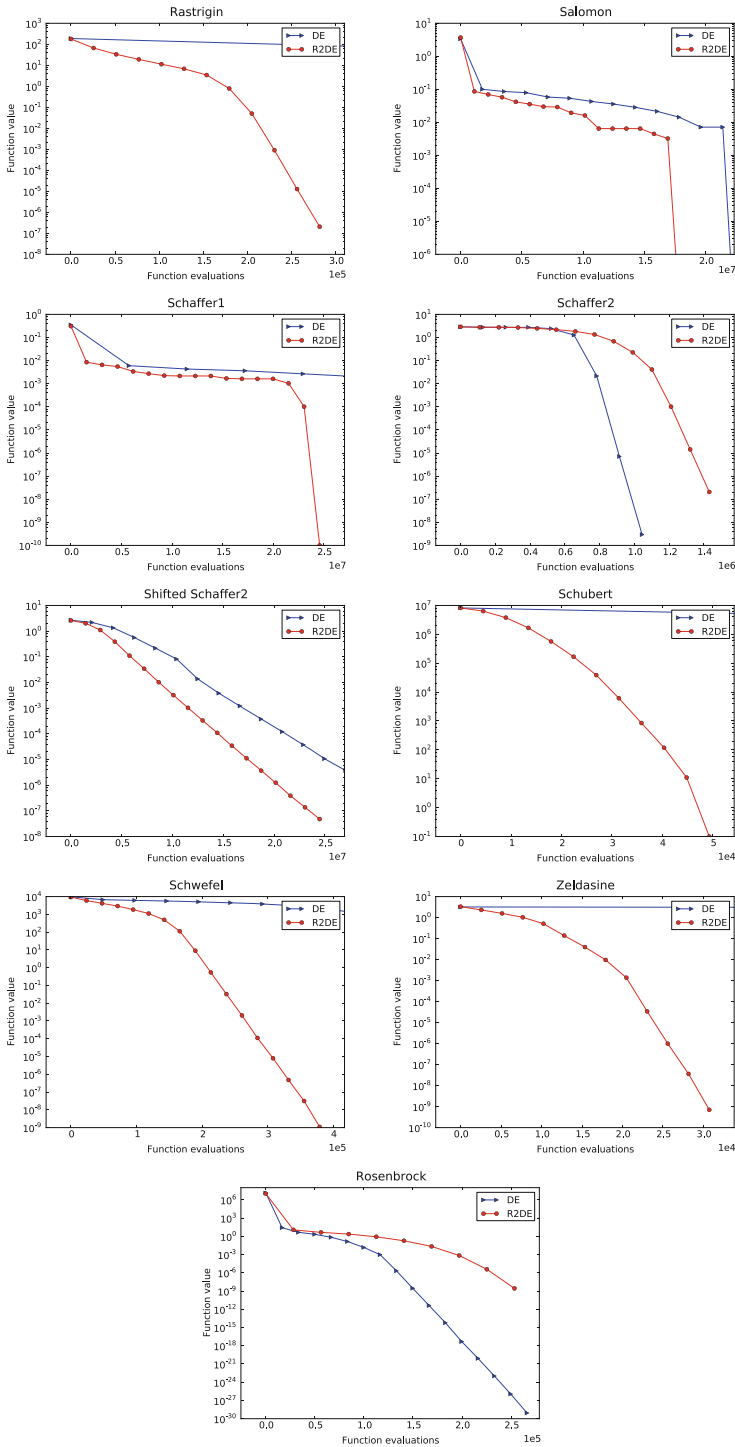 Rastrigin
10^3
10^2
10^1
10^0
10^-1
10^-2
10^-3
10^-4
10^-5
10^-6
10^-7
10^-8
Function value
DE
R2DE
0.0 0.5 1.0 1.5 2.0 2.5 3.0
Function evaluations 1e5
Salomon
10^1
10^0
10^-1
10^-2
10^-3
10^-4
10^-5
10^-6
Function value
DE
R2DE
0.0 0.5 1.0 1.5 2.0
Function evaluations 1e7
Schaffer1
10^0
10^-1
10^-2
10^-3
10^-4
10^-5
10^-6
10^-7
10^-8
10^-9
10^-10
Function value
DE
R2DE
0.0 0.5 1.0 1.5 2.0 2.5
Function evaluations 1e7
Schaffer2
10^1
10^0
10^-1
10^-2
10^-3
10^-4
10^-5
10^-6
10^-7
10^-8
10^-9
Function value
DE
R2DE
0.0 0.2 0.4 0.6 0.8 1.0 1.2 1.4
Function evaluations 1e6
Shifted Schaffer2
10^1
10^0
10^-1
10^-2
10^-3
10^-4
10^-5
10^-6
10^-7
10^-8
Function value
DE
R2DE
0.0 0.5 1.0 1.5 2.0 2.5
Function evaluations 1e7
Schubert
10^7
10^6
10^5
10^4
10^3
10^2
10^1
10^0
10^-1
Function value
DE
R2DE
0 1 2 3 4 5
Function evaluations 1e4
Schwefel
10^4
10^3
10^2
10^1
10^0
10^-1
10^-2
10^-3
10^-4
10^-5
10^-6
10^-7
10^-8
10^-9
Function value
DE
R2DE
0 1 2 3 4
Function evaluations 1e5
Zeldasine
10^1
10^0
10^-1
10^-2
10^-3
10^-4
10^-5
10^-6
10^-7
10^-8
10^-9
10^-10
Function value
DE
R2DE
0.0 0.5 1.0 1.5 2.0 2.5 3.0
Function evaluations 1e4
Rosenbrock
10^6
10^3
10^0
10^-3
10^-6
10^-9
10^-12
10^-15
10^-18
10^-21
10^-24
10^-27
10^-30
Function value
DE
R2DE
0.0 0.5 1.0 1.5 2.0 2.5
Function evaluations 1e5